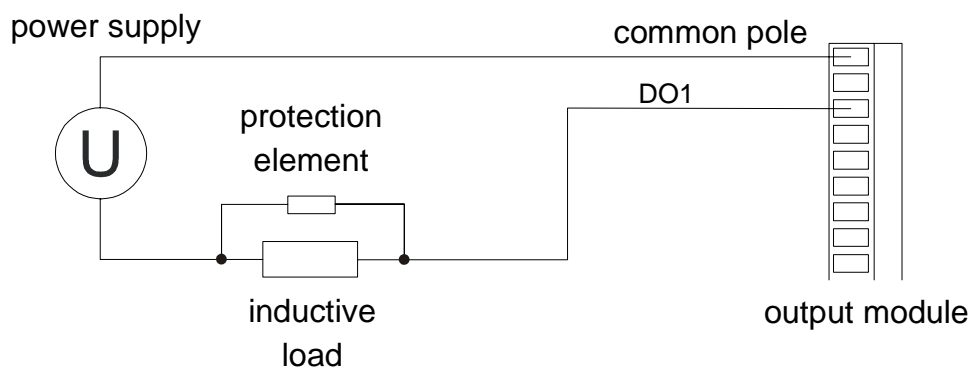 power supply
common pole
DO1
protection
element
U
inductive
load
output module